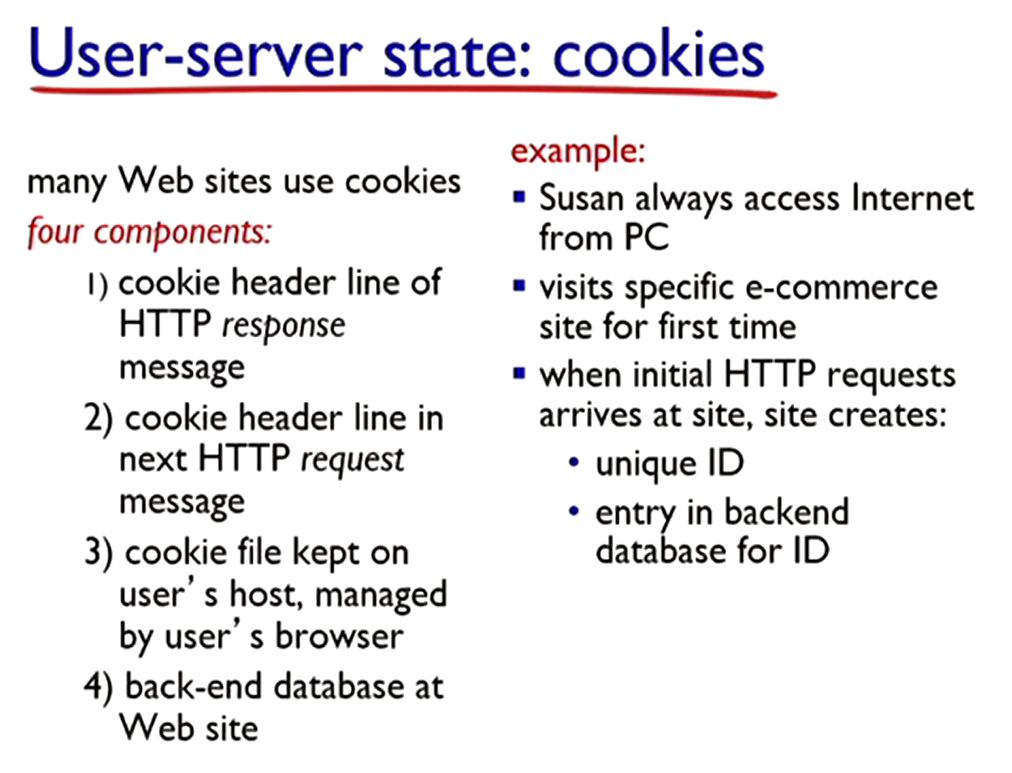 User-server state: cookies
many Web sites use cookies
four components:
1) cookie header line of
HTTP response
message
2) cookie header line in
next HTTP request
message
3) cookie file kept on
user’s host, managed
by user’s browser
4) back-end database at
Web site
example:
▪ Susan always access Internet
from PC
▪ visits specific e-commerce
site for first time
▪ when initial HTTP requests
arrives at site, site creates:
• unique ID
• entry in backend
database for ID